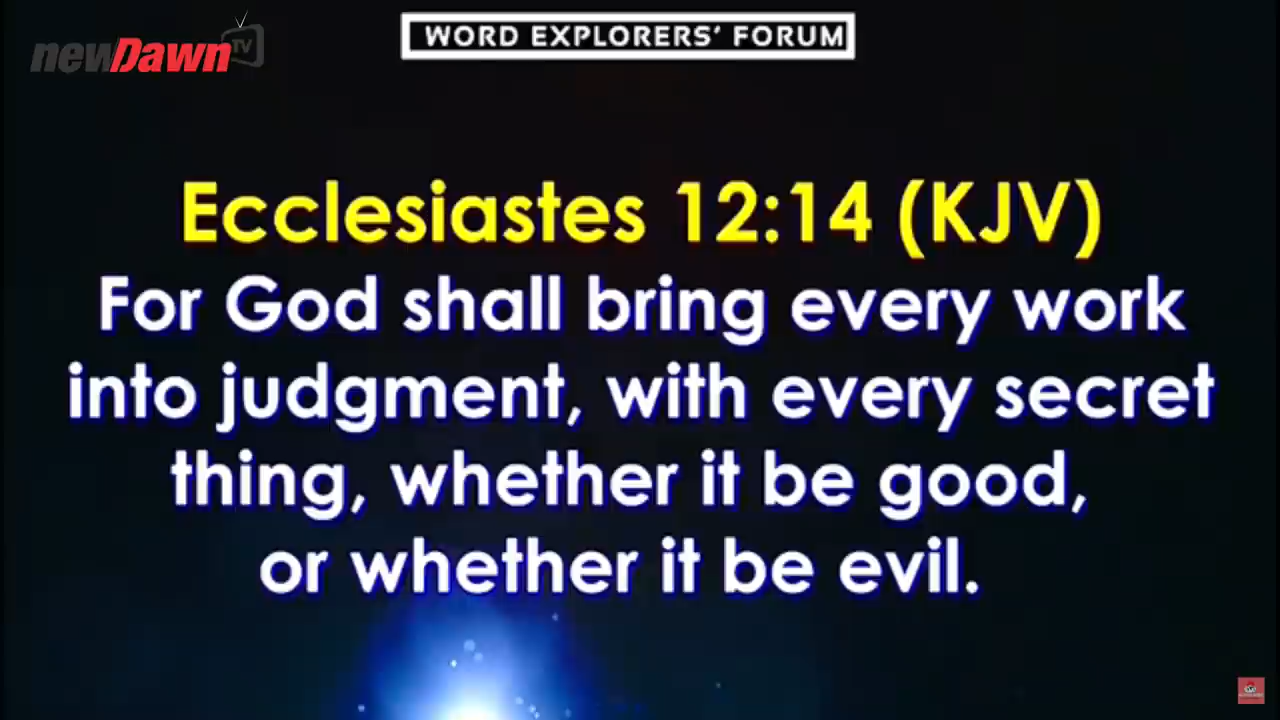 newDawn TV
WORD EXPLORERS’ FORUM
Ecclesiastes 12:14 (KJV)
For God shall bring every work
into judgment, with every secret
thing, whether it be good,
or whether it be evil.